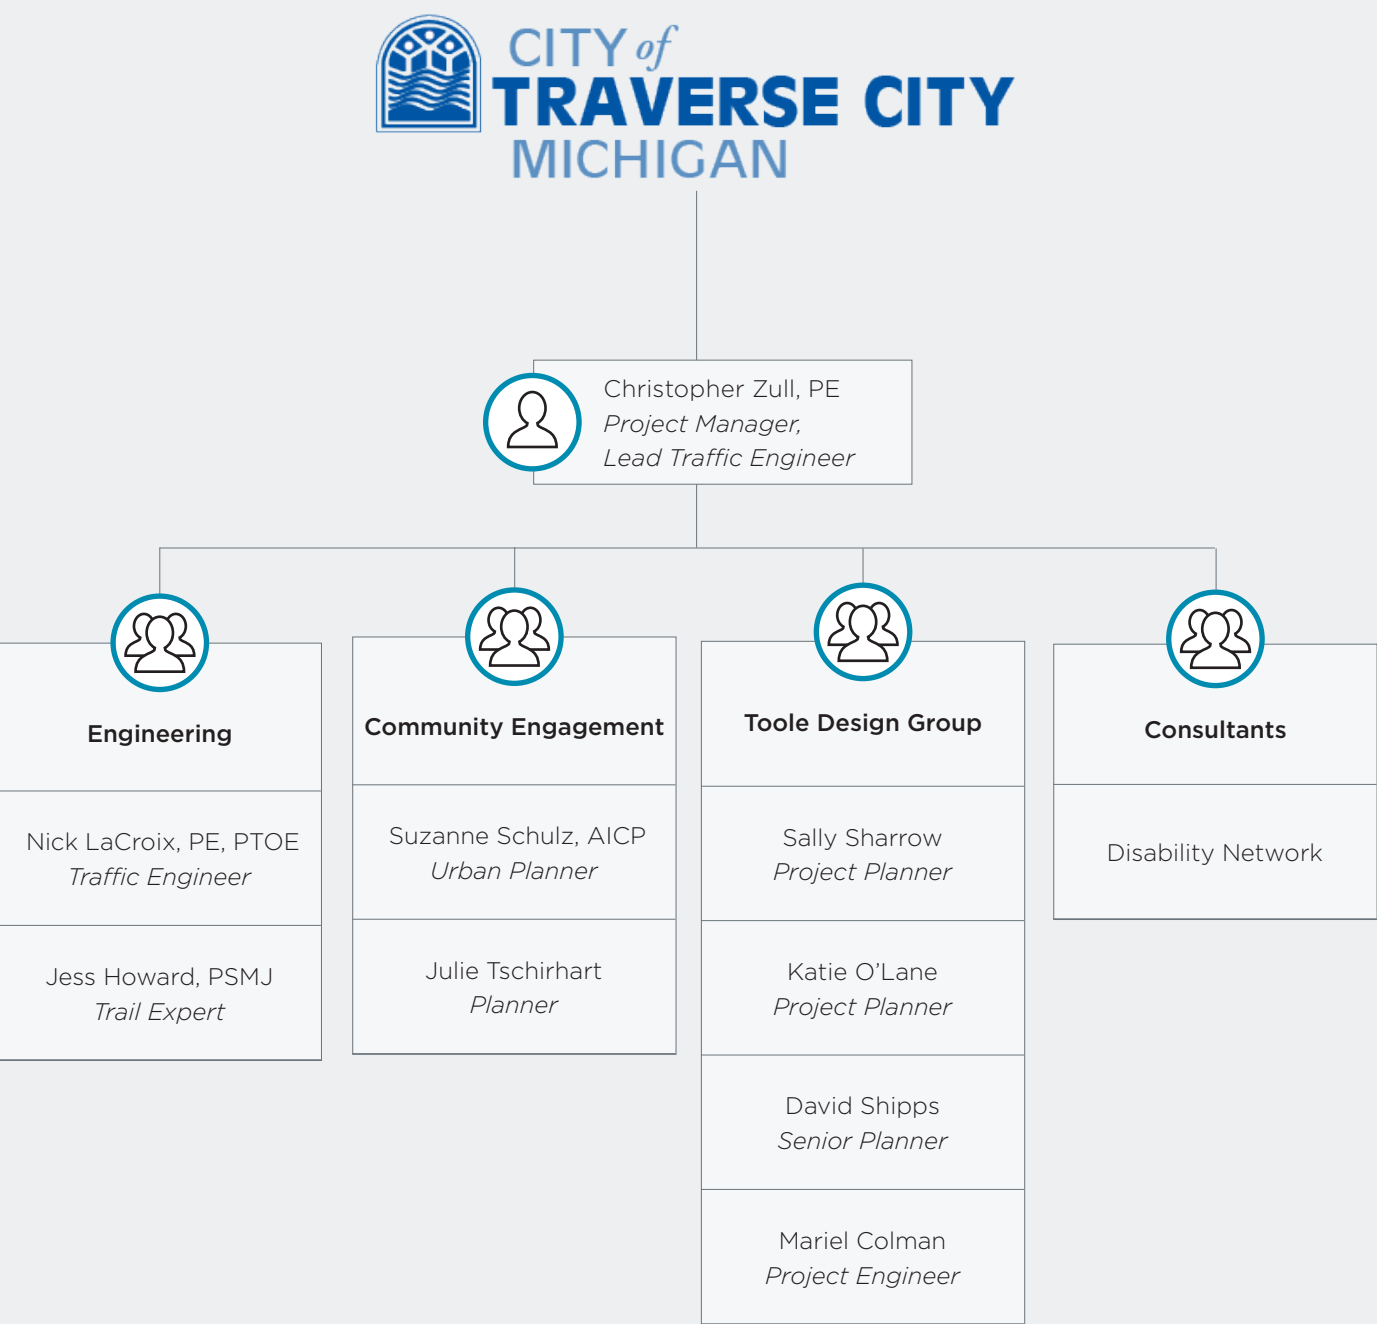 CITY of
TRAVERSE CITY
MICHIGAN
Christopher Zull, PE
Project Manager,
Lead Traffic Engineer
Engineering
Nick LaCroix, PE, PTOE
Traffic Engineer
Jess Howard, PSMJ
Trail Expert
Community Engagement
Suzanne Schulz, AICP
Urban Planner
Julie Tschirhart
Planner
Toole Design Group
Sally Sharrow
Project Planner
Katie O’Lane
Project Planner
David Shipps
Senior Planner
Mariel Colman
Project Engineer
Consultants
Disability Network